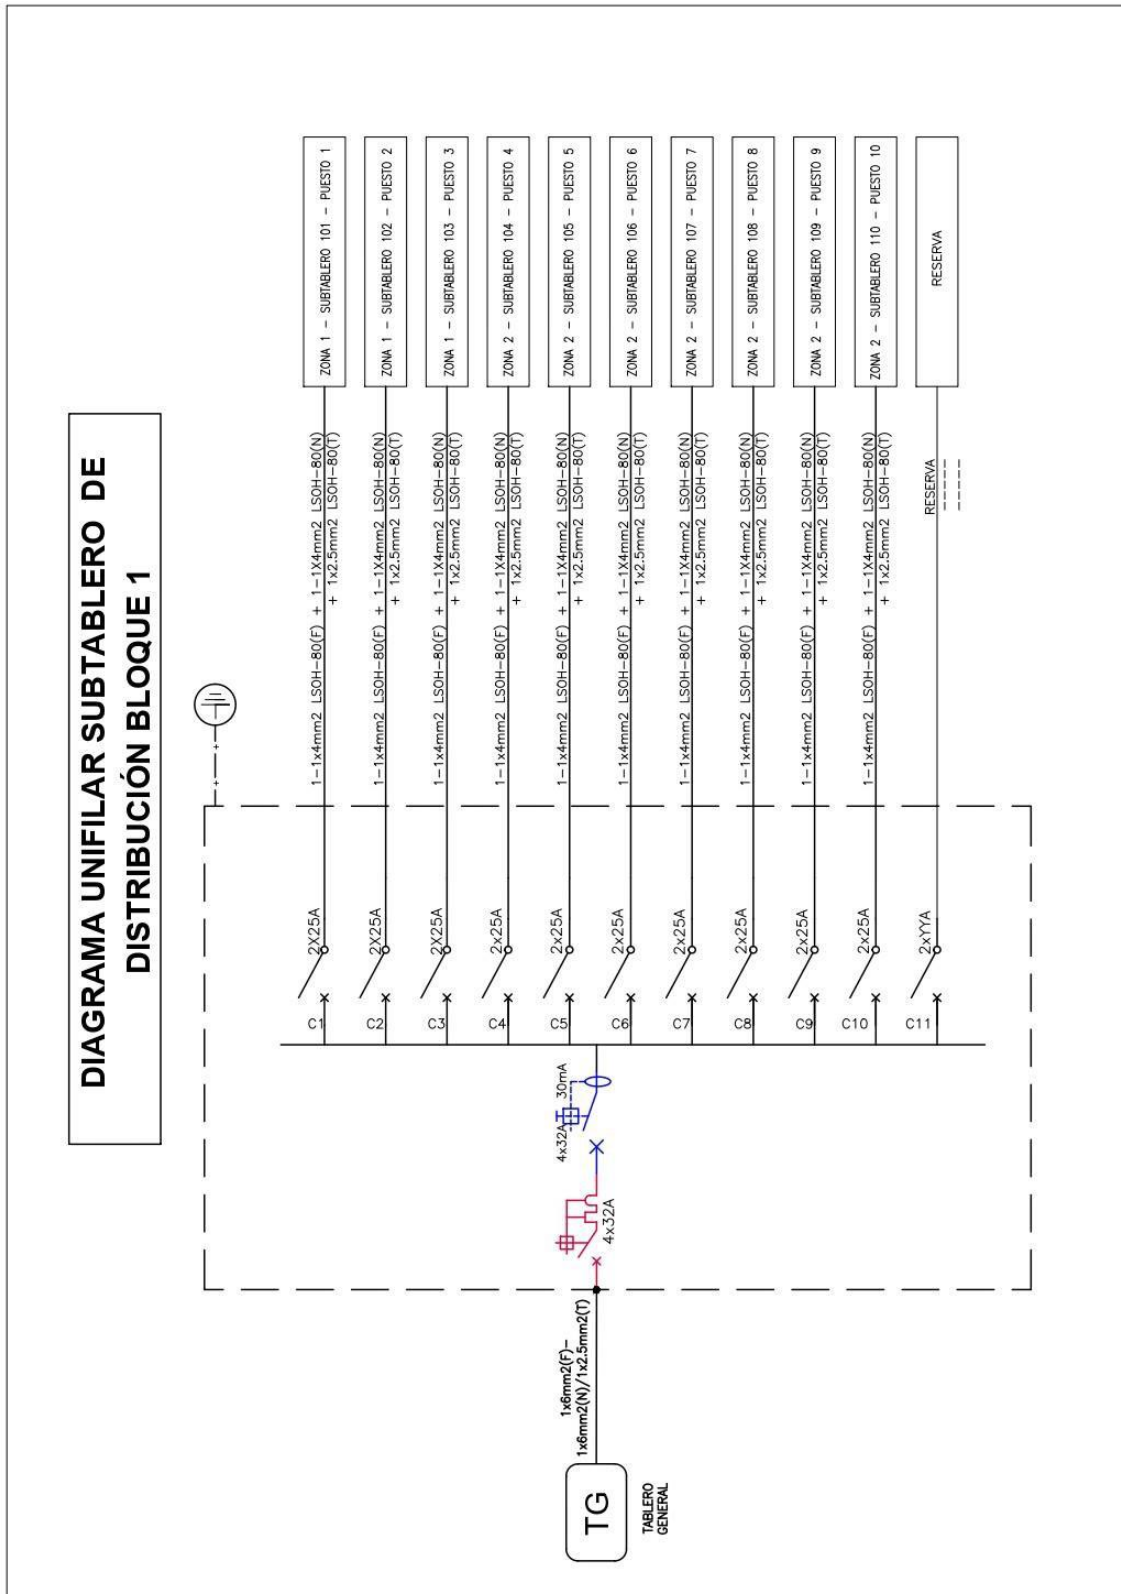 DIAGRAMA UNIFILAR SUBTABLERO DE
DISTRIBUCIÓN BLOQUE 1
TG
TABLERO
GENERAL
1x6mm2(F)-
1x6mm2(N)/1x2.5mm2(T)
4x32A
4x32A
30mA
C1
2X25A
1-1x4mm2 LSOH-80(F) + 1-1X4mm2 LSOH-80(N)
+ 1x2.5mm2 LSOH-80(T)
ZONA 1 - SUBTABLERO 101 - PUESTO 1
C2
2X25A
1-1x4mm2 LSOH-80(F) + 1-1X4mm2 LSOH-80(N)
+ 1x2.5mm2 LSOH-80(T)
ZONA 1 - SUBTABLERO 102 - PUESTO 2
C3
2X25A
1-1x4mm2 LSOH-80(F) + 1-1X4mm2 LSOH-80(N)
+ 1x2.5mm2 LSOH-80(T)
ZONA 1 - SUBTABLERO 103 - PUESTO 3
C4
2x25A
1-1x4mm2 LSOH-80(F) + 1-1X4mm2 LSOH-80(N)
+ 1x2.5mm2 LSOH-80(T)
ZONA 2 - SUBTABLERO 104 - PUESTO 4
C5
2x25A
1-1x4mm2 LSOH-80(F) + 1-1X4mm2 LSOH-80(N)
+ 1x2.5mm2 LSOH-80(T)
ZONA 2 - SUBTABLERO 105 - PUESTO 5
C6
2x25A
1-1x4mm2 LSOH-80(F) + 1-1X4mm2 LSOH-80(N)
+ 1x2.5mm2 LSOH-80(T)
ZONA 2 - SUBTABLERO 106 - PUESTO 6
C7
2x25A
1-1x4mm2 LSOH-80(F) + 1-1X4mm2 LSOH-80(N)
+ 1x2.5mm2 LSOH-80(T)
ZONA 2 - SUBTABLERO 107 - PUESTO 7
C8
2x25A
1-1x4mm2 LSOH-80(F) + 1-1X4mm2 LSOH-80(N)
+ 1x2.5mm2 LSOH-80(T)
ZONA 2 - SUBTABLERO 108 - PUESTO 8
C9
2x25A
1-1x4mm2 LSOH-80(F) + 1-1X4mm2 LSOH-80(N)
+ 1x2.5mm2 LSOH-80(T)
ZONA 2 - SUBTABLERO 109 - PUESTO 9
C10
2x25A
1-1x4mm2 LSOH-80(F) + 1-1X4mm2 LSOH-80(N)
+ 1x2.5mm2 LSOH-80(T)
ZONA 2 - SUBTABLERO 110 - PUESTO 10
C11
2xYYA
RESERVA
RESERVA